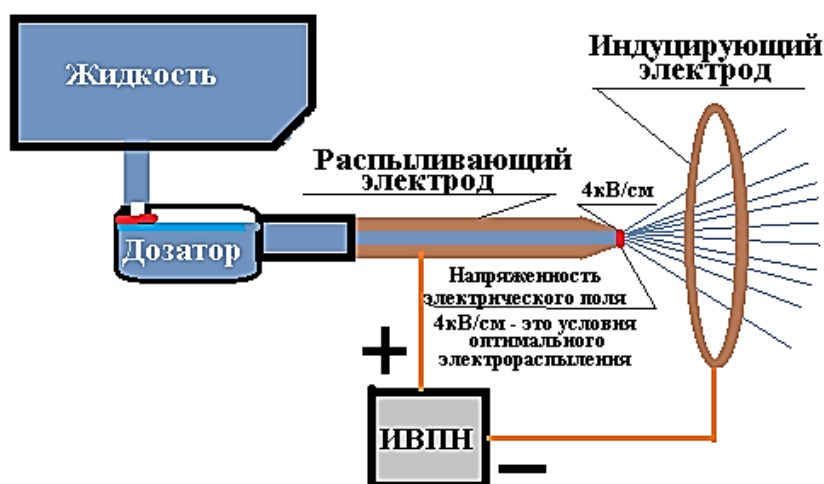 Жидкость
Индуцирующий
электрод
Распыливающий
электрод
4кВ/см
Дозатор
Напряженность
электрического поля
4кВ/см - это условия
оптимального
электрораспыления
+
ИВПН
−